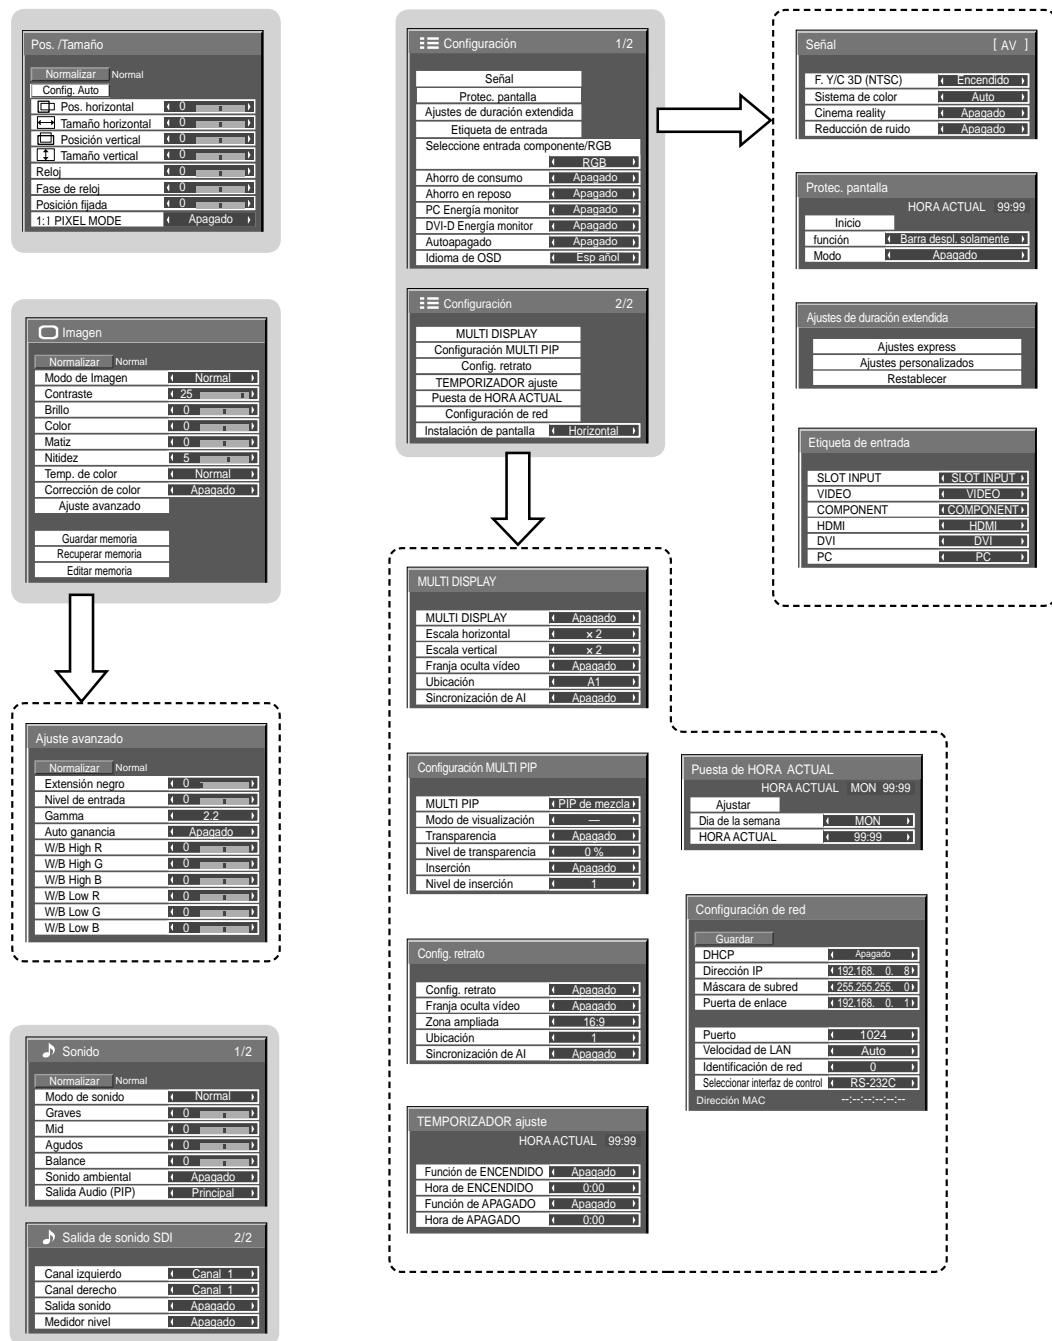 Pos. /Tamaño
Normalizar Normal
Config. Auto
Pos. horizontal 0
Tamaño horizontal 0
Posición vertical 0
Tamaño vertical 0
Reloj 0
Fase de reloj 0
Posición fijada 0
1:1 PIXEL MODE Apagado
Imagen
Normalizar Normal
Modo de Imagen Normal
Contraste 25
Brillo 0
Color 0
Matiz 0
Nitidez 5
Temp. de color Normal
Corrección de color Apagado
Ajuste avanzado
Guardar memoria
Recuperar memoria
Editar memoria
Ajuste avanzado
Normalizar Normal
Extensión negro 0
Nivel de entrada 0
Gamma 2.2
Auto ganancia Apagado
W/B High R 0
W/B High G 0
W/B High B 0
W/B Low R 0
W/B Low G 0
W/B Low B 0
Sonido 1/2
Normalizar Normal
Modo de sonido Normal
Graves 0
Mid 0
Agudos 0
Balance 0
Sonido ambiental Apagado
Salida Audio (PIP) Principal
Salida de sonido SDI 2/2
Canal izquierdo Canal 1
Canal derecho Canal 1
Salida sonido Apagado
Medidor nivel Apagado
Configuración 1/2
Señal
Protec. pantalla
Ajustes de duración extendida
Etiqueta de entrada
Seleccione entrada componente/RGB
RGB
Ahorro de consumo Apagado
Ahorro en reposo Apagado
PC Energía monitor Apagado
DVI-D Energía monitor Apagado
Autoapagado Apagado
Idioma de OSD Esp añol
Configuración 2/2
MULTI DISPLAY
Configuración MULTI PIP
Config. retrato
TEMPORIZADOR ajuste
Puesta de HORA ACTUAL
Configuración de red
Instalación de pantalla Horizontal
MULTI DISPLAY
MULTI DISPLAY Apagado
Escala horizontal × 2
Escala vertical × 2
Franja oculta vídeo Apagado
Ubicación A1
Sincronización de AI Apagado
Configuración MULTI PIP
MULTI PIP PIP de mezcla
Modo de visualización —
Transparencia Apagado
Nivel de transparencia 0 %
Inserción Apagado
Nivel de inserción 1
Config. retrato
Config. retrato Apagado
Franja oculta vídeo Apagado
Zona ampliada 16:9
Ubicación 1
Sincronización de AI Apagado
TEMPORIZADOR ajuste
HORA ACTUAL 99:99
Función de ENCENDIDO Apagado
Hora de ENCENDIDO 0:00
Función de APAGADO Apagado
Hora de APAGADO 0:00
Señal [ AV ]
F. Y/C 3D (NTSC) Encendido
Sistema de color Auto
Cinema reality Apagado
Reducción de ruido Apagado
Protec. pantalla
HORA ACTUAL 99:99
Inicio
función Barra despl. solamente
Modo Apagado
Ajustes de duración extendida
Ajustes express
Ajustes personalizados
Restablecer
Etiqueta de entrada
SLOT INPUT SLOT INPUT
VIDEO VIDEO
COMPONENT COMPONENT
HDMI HDMI
DVI DVI
PC PC
Puesta de HORA ACTUAL
HORA ACTUAL MON 99:99
Ajustar
Dia de la semana MON
HORA ACTUAL 99:99
Configuración de red
Guardar
DHCP Apagado
Dirección IP 192.168. 0. 8
Máscara de subred 255.255.255. 0
Puerta de enlace 192.168. 0. 1
Puerto 1024
Velocidad de LAN Auto
Identificación de red 0
Seleccionar interfaz de control RS-232C
Dirección MAC --:--:--:--:--:--